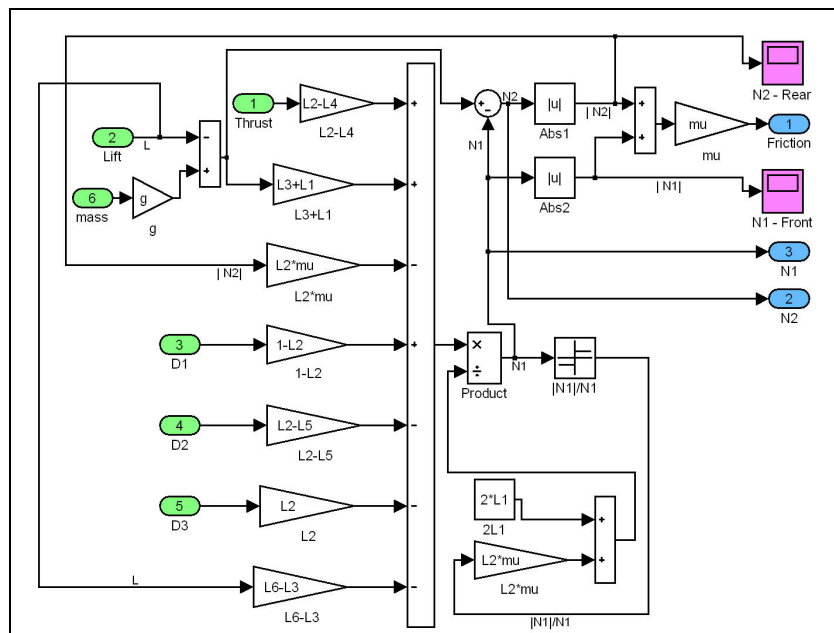 1
Thrust
L2-L4
L2-L4
+
2
Lift
L
-
+
6
mass
g
g
L3+L1
L3+L1
+
| N2|
L2*mu
L2*mu
-
3
D1
1-L2
1-L2
+
4
D2
L2-L5
L2-L5
-
5
D3
L2
L2
-
L
L6-L3
L6-L3
-
+
-
N2
N1
|u|
Abs1
| N2|
|u|
Abs2
| N1|
+
+
mu
mu
N2 - Rear
1
Friction
N1 - Front
3
N1
2
N2
×
÷
Product
N1
|N1|/N1
2*L1
2L1
L2*mu
L2*mu
+
+
|N1|/N1